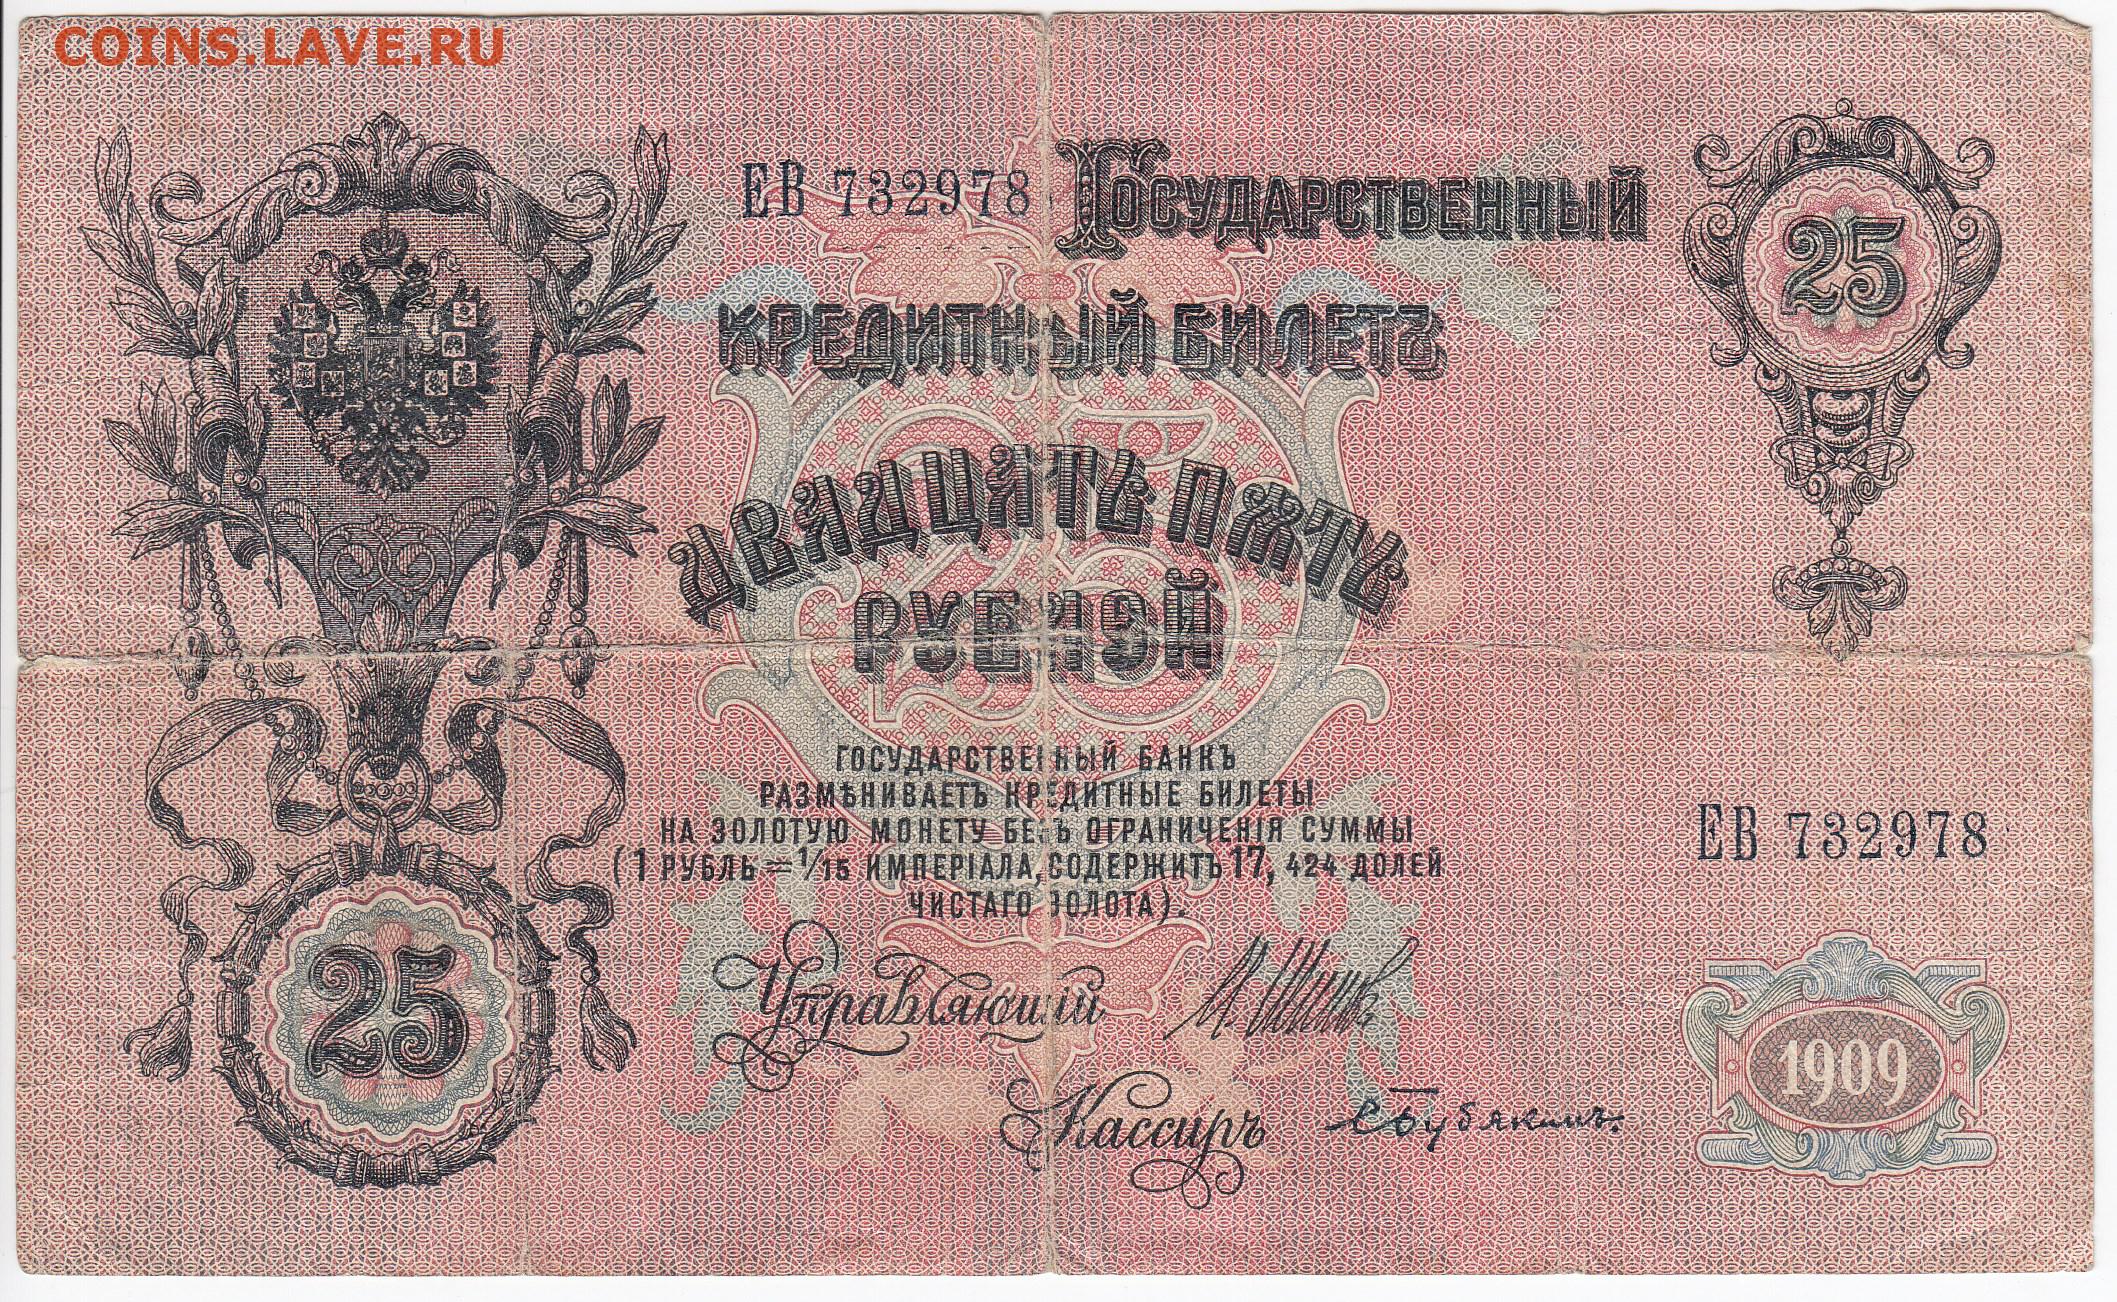 COINS.LAVE.RU
ЕВ 732978 ГОСУДАРСТВЕННЫЙ
25
КРЕДИТНЫЙ БИЛЕТЪ
ДВАДЦАТЬ ПЯТЬ
РУБЛЕЙ
ГОСУДАРСТВЕННЫЙ БАНКЪ
РАЗМѢНИВАЕТЪ КРЕДИТНЫЕ БИЛЕТЫ
НА ЗОЛОТУЮ МОНЕТУ БЕЗЪ ОГРАНИЧЕНІЯ СУММЫ
(1 РУБЛЬ = 1/15 ИМПЕРІАЛА, СОДЕРЖИТЪ 17, 424 ДОЛЕЙ
ЧИСТАГО ЗОЛОТА).
ЕВ 732978
25
Управляющій И. Шипов
Кассиръ
1909